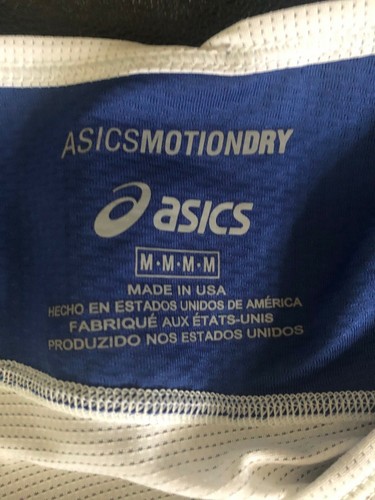 ASICSMOTIONDRY
asics
M·M·M·M
MADE IN USA
HECHO EN ESTADOS UNIDOS DE AMÉRICA
FABRIQUÉ AUX ÉTATS-UNIS
PRODUZIDO NOS ESTADOS UNIDOS